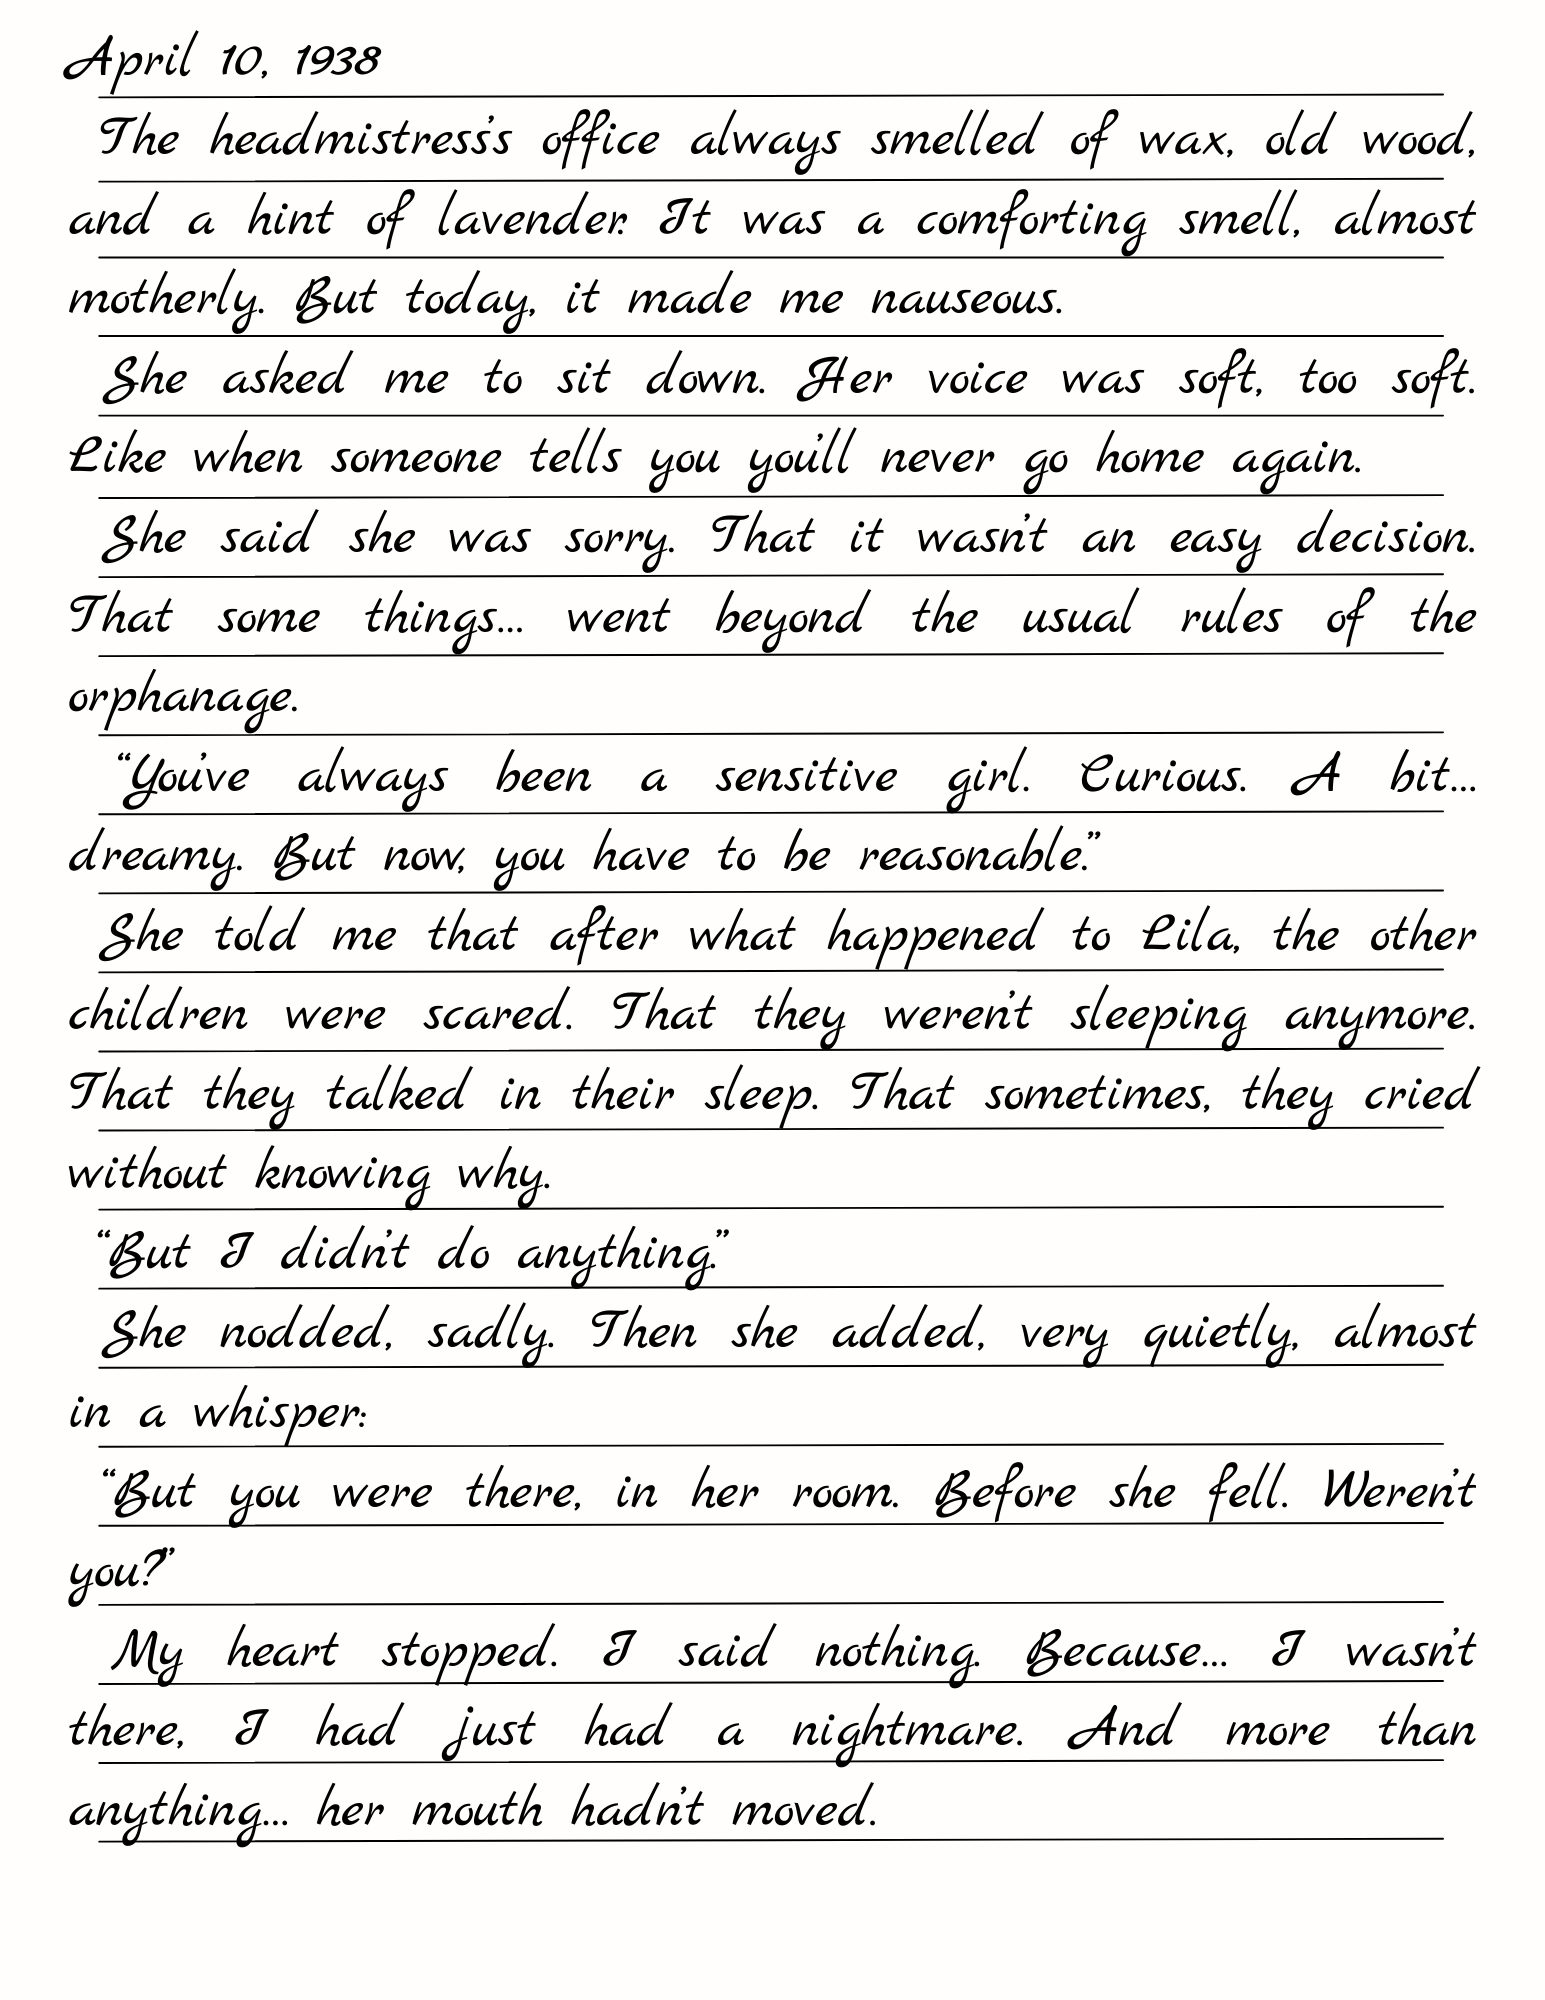 April 10, 1938
The headmistress's office always smelled of wax, old wood,
and a hint of lavender. It was a comforting smell, almost
motherly. But today, it made me nauseous.
She asked me to sit down. Her voice was soft, too soft.
Like when someone tells you you'll never go home again.
She said she was sorry. That it wasn't an easy decision.
That some things... went beyond the usual rules of the
orphanage.
“You've always been a sensitive girl. Curious. A bit...
dreamy. But now, you have to be reasonable.”
She told me that after what happened to Lila, the other
children were scared. That they weren't sleeping anymore.
That they talked in their sleep. That sometimes, they cried
without knowing why.
“But I didn't do anything.”
She nodded, sadly. Then she added, very quietly, almost
in a whisper:
“But you were there, in her room. Before she fell. Weren't
you?”
My heart stopped. I said nothing. Because... I wasn't
there, I had just had a nightmare. And more than
anything... her mouth hadn't moved.